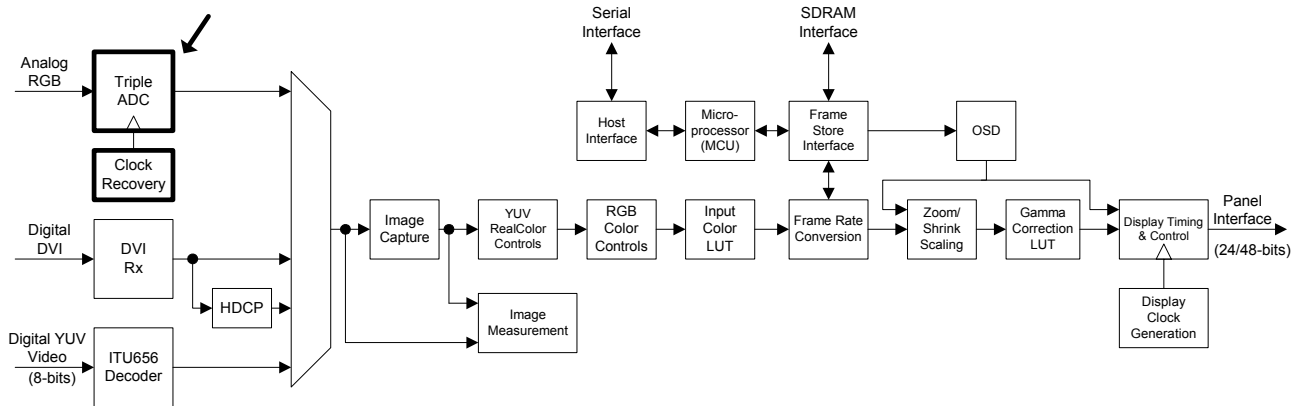 Serial
Interface
SDRAM
Interface
Analog
RGB
Triple
ADC
Clock
Recovery
Host
Interface
Micro-
processor
(MCU)
Frame
Store
Interface
OSD
Digital
DVI
DVI
Rx
HDCP
Digital YUV
Video
(8-bits)
ITU656
Decoder
Image
Capture
YUV
RealColor
Controls
RGB
Color
Controls
Input
Color
LUT
Frame Rate
Conversion
Zoom/
Shrink
Scaling
Gamma
Correction
LUT
Display Timing
& Control
Panel
Interface
(24/48-bits)
Image
Measurement
Display
Clock
Generation